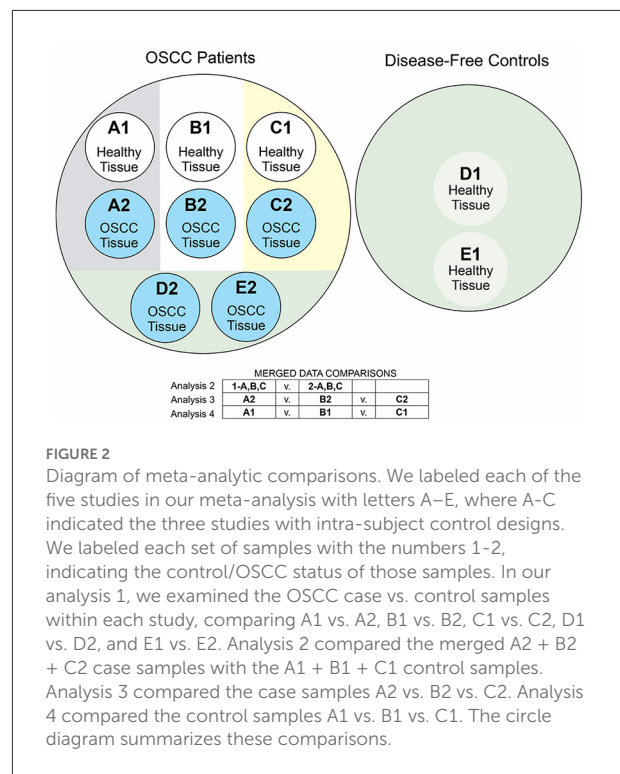 OSCC Patients
Disease-Free Controls
A1
Healthy
Tissue
B1
Healthy
Tissue
C1
Healthy
Tissue
A2
OSCC
Tissue
B2
OSCC
Tissue
C2
OSCC
Tissue
D2
OSCC
Tissue
E2
OSCC
Tissue
D1
Healthy
Tissue
E1
Healthy
Tissue
MERGED DATA COMPARISONS
Analysis 2 1-A,B,C v. 2-A,B,C
Analysis 3 A2 v. B2 v. C2
Analysis 4 A1 v. B1 v. C1
FIGURE 2
Diagram of meta-analytic comparisons. We labeled each of the
five studies in our meta-analysis with letters A–E, where A-C
indicated the three studies with intra-subject control designs.
We labeled each set of samples with the numbers 1-2,
indicating the control/OSCC status of those samples. In our
analysis 1, we examined the OSCC case vs. control samples
within each study, comparing A1 vs. A2, B1 vs. B2, C1 vs. C2, D1
vs. D2, and E1 vs. E2. Analysis 2 compared the merged A2 + B2
+ C2 case samples with the A1 + B1 + C1 control samples.
Analysis 3 compared the case samples A2 vs. B2 vs. C2. Analysis
4 compared the control samples A1 vs. B1 vs. C1. The circle
diagram summarizes these comparisons.